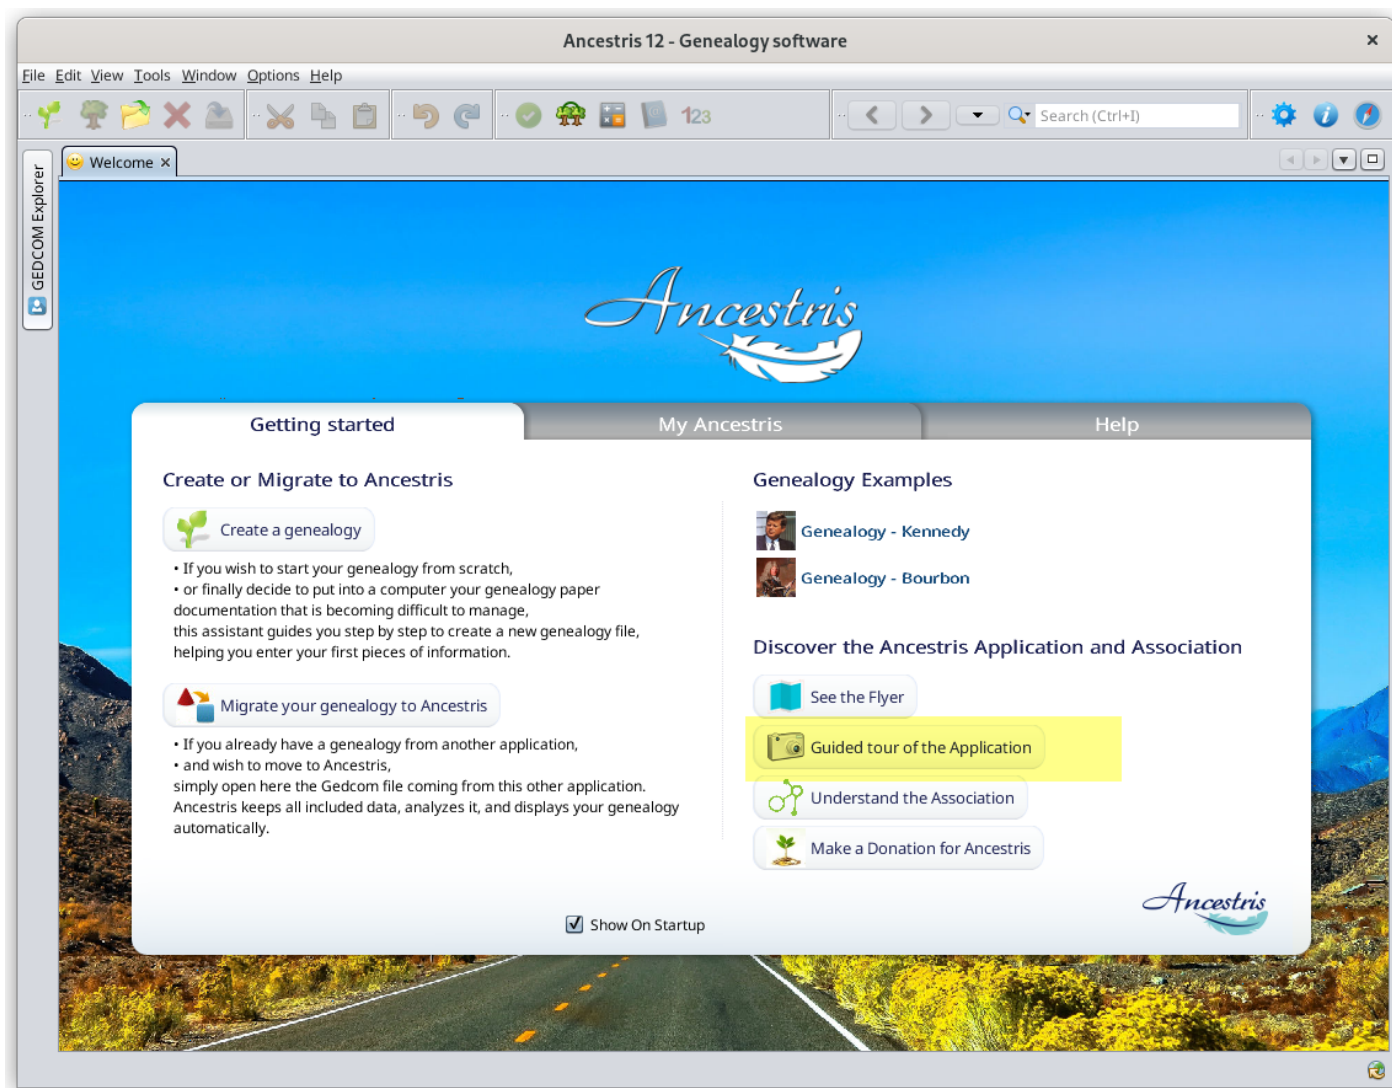 Ancestris 12 - Genealogy software
File Edit View Tools Window Options Help
123
Search (Ctrl+I)
Welcome
GEDCOM Explorer
Ancestris
Getting started
My Ancestris
Help
Create or Migrate to Ancestris
Create a genealogy
• If you wish to start your genealogy from scratch,
• or finally decide to put into a computer your genealogy paper
documentation that is becoming difficult to manage,
this assistant guides you step by step to create a new genealogy file,
helping you enter your first pieces of information.
Migrate your genealogy to Ancestris
• If you already have a genealogy from another application,
• and wish to move to Ancestris,
simply open here the Gedcom file coming from this other application.
Ancestris keeps all included data, analyzes it, and displays your genealogy
automatically.
Genealogy Examples
Genealogy - Kennedy
Genealogy - Bourbon
Discover the Ancestris Application and Association
See the Flyer
Guided tour of the Application
Understand the Association
Make a Donation for Ancestris
Ancestris
Show On Startup